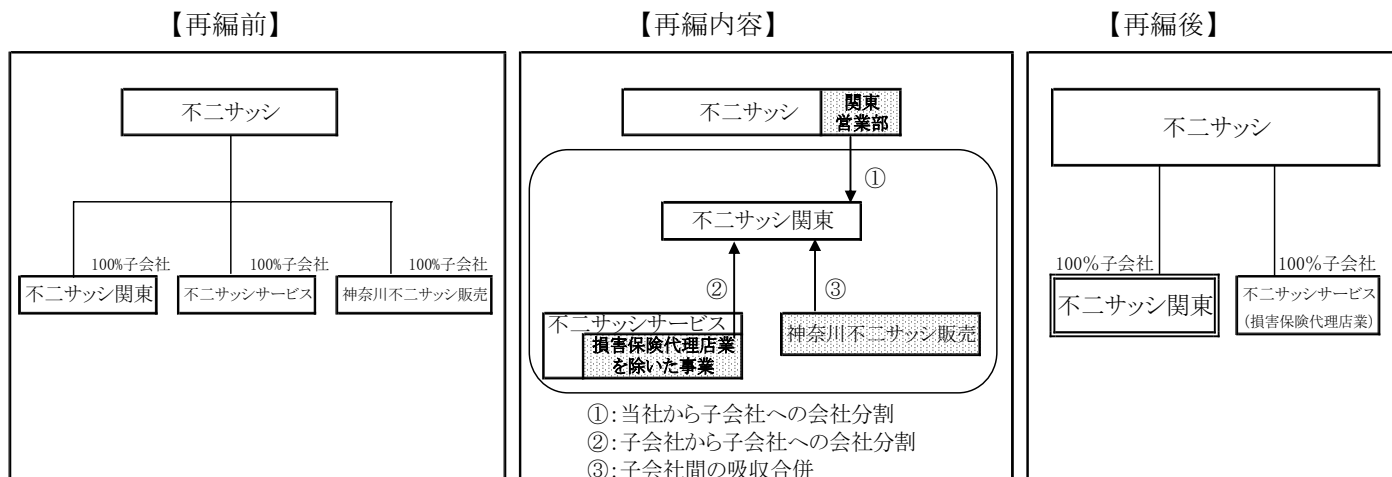 【再編前】
不二サッシ
100%子会社
100%子会社
100%子会社
不二サッシ関東
不二サッシサービス
神奈川不二サッシ販売
【再編内容】
不二サッシ
関東
営業部
①
不二サッシ関東
②
③
不二サッシサービス
損害保険代理店業
を除いた事業
神奈川不二サッシ販売
①:当社から子会社への会社分割
②:子会社から子会社への会社分割
③:子会社間の吸収合併
【再編後】
不二サッシ
100%子会社
100%子会社
不二サッシ関東
不二サッシサービス
(損害保険代理店業)